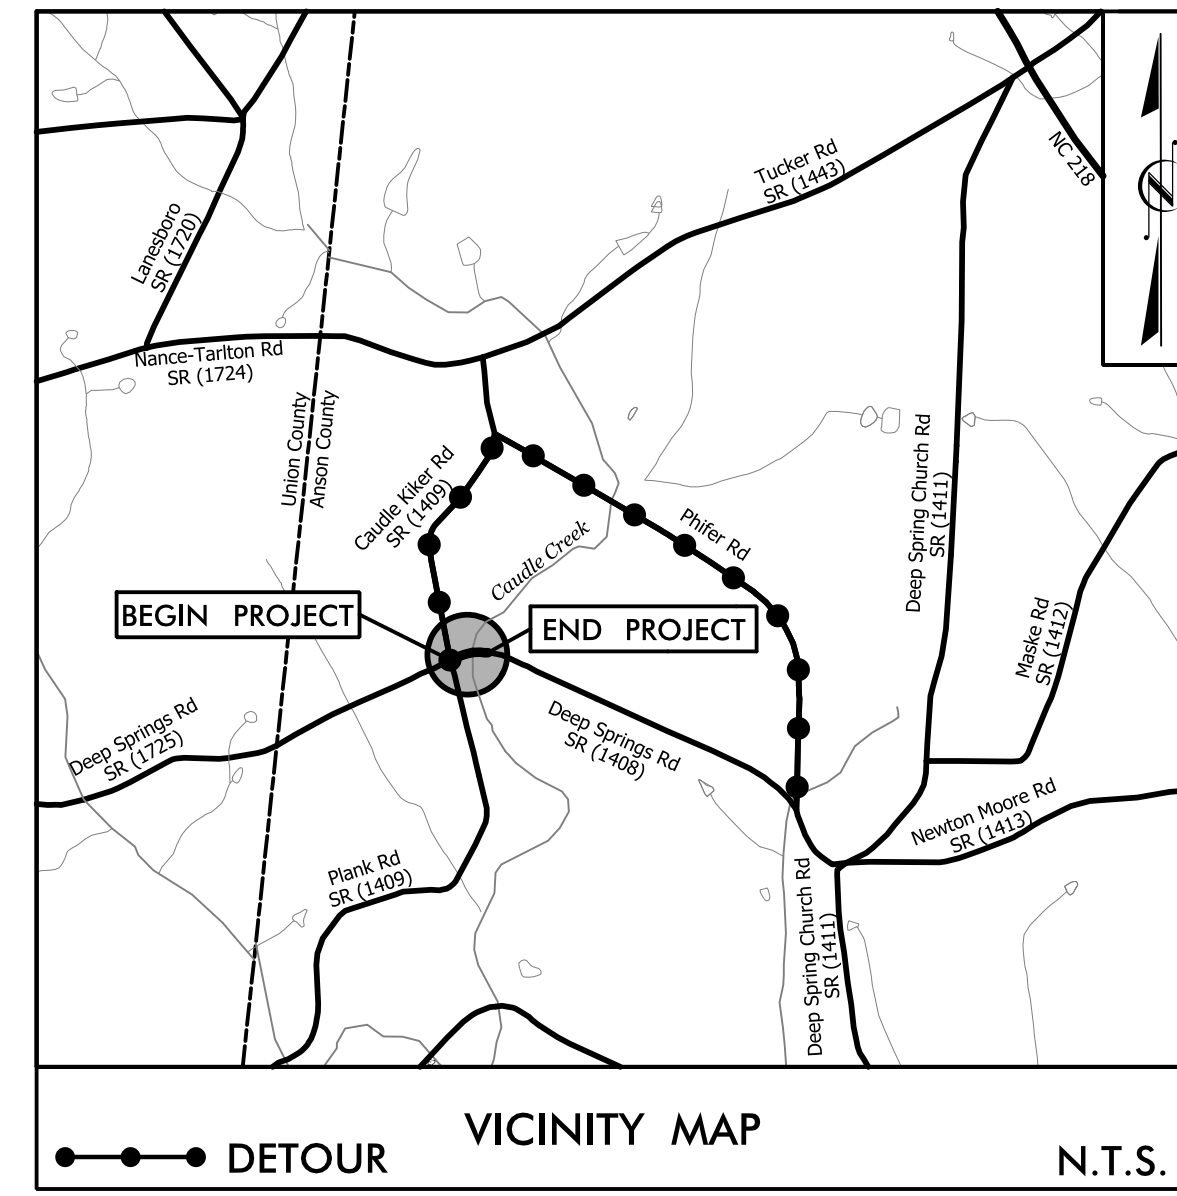 Tucker Rd
SR (1443)
NC 218
N
Lanesboro
SR (1720)
Nance-Tarlton Rd
SR (1724)
Union County
Anson County
Caudle Kiker Rd
SR (1409)
Phifer Rd
Deep Spring Church Rd
SR (1411)
Caudle Creek
Maske Rd
SR (1412)
BEGIN PROJECT
END PROJECT
Deep Springs Rd
SR (1725)
Deep Springs Rd
SR (1408)
Newton Moore Rd
SR (1413)
Plank Rd
SR (1409)
Deep Spring Church Rd
SR (1411)
VICINITY MAP
DETOUR
N.T.S.